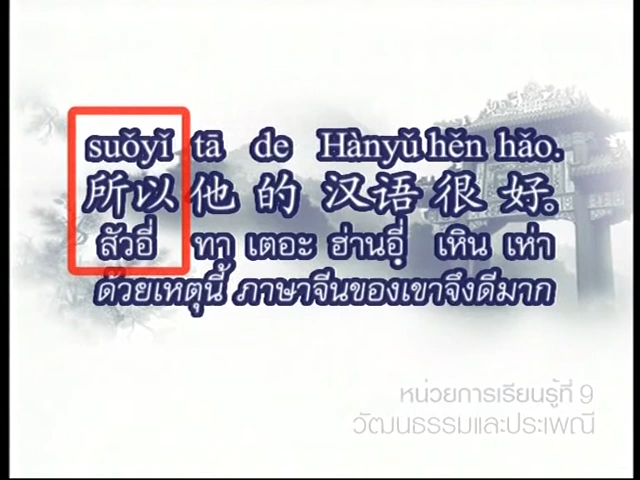 suǒyǐ tā de Hànyǔ hěn hǎo.
所以他的汉语很好。
สัวอี่ ทา เตอะ ฮ่านอี่ เหิน เห่า
ด้วยเหตุนี้ ภาษาจีนของเขาจึงดีมาก
หน่วยการเรียนรู้ที่ 9
วัฒนธรรมและประเพณี